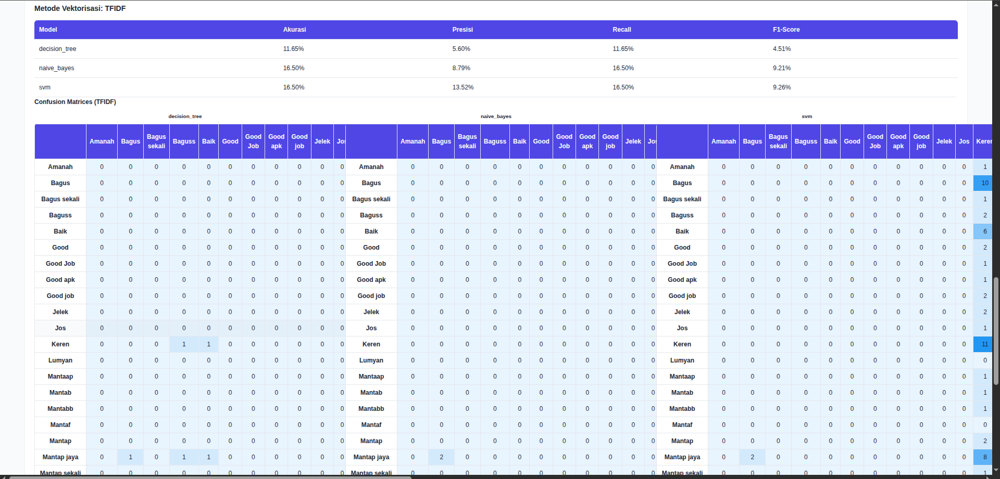 Metode Vektorisasi: TFIDF
Model Akurasi Presisi Recall F1-Score
decision_tree 11.65% 5.60% 11.65% 4.51%
naive_bayes 16.50% 8.79% 16.50% 9.21%
svm 16.50% 13.52% 16.50% 9.26%
Confusion Matrices (TFIDF)
decision_tree naive_bayes svm
Amanah Bagus Bagus sekali Baguss Baik Good Good Job Good apk Good job Jelek Jos Amanah Bagus Bagus sekali Baguss Baik Good Good Job Good apk Good job Jelek Jos Amanah Bagus Bagus sekali Baguss Baik Good Good Job Good apk Good job Jelek Jos Keren
Amanah 0 0 0 0 0 0 0 0 0 0 0 Amanah 0 0 0 0 0 0 0 0 0 0 0 Amanah 0 0 0 0 0 0 0 0 0 0 0 1
Bagus 0 0 0 0 0 0 0 0 0 0 0 Bagus 0 0 0 0 0 0 0 0 0 0 0 Bagus 0 0 0 0 0 0 0 0 0 0 0 10
Bagus sekali 0 0 0 0 0 0 0 0 0 0 0 Bagus sekali 0 0 0 0 0 0 0 0 0 0 0 Bagus sekali 0 0 0 0 0 0 0 0 0 0 0 1
Baguss 0 0 0 0 0 0 0 0 0 0 0 Baguss 0 0 0 0 0 0 0 0 0 0 0 Baguss 0 0 0 0 0 0 0 0 0 0 0 2
Baik 0 0 0 0 0 0 0 0 0 0 0 Baik 0 0 0 0 0 0 0 0 0 0 0 Baik 0 0 0 0 0 0 0 0 0 0 0 6
Good 0 0 0 0 0 0 0 0 0 0 0 Good 0 0 0 0 0 0 0 0 0 0 0 Good 0 0 0 0 0 0 0 0 0 0 0 2
Good Job 0 0 0 0 0 0 0 0 0 0 0 Good Job 0 0 0 0 0 0 0 0 0 0 0 Good Job 0 0 0 0 0 0 0 0 0 0 0 1
Good apk 0 0 0 0 0 0 0 0 0 0 0 Good apk 0 0 0 0 0 0 0 0 0 0 0 Good apk 0 0 0 0 0 0 0 0 0 0 0 1
Good job 0 0 0 0 0 0 0 0 0 0 0 Good job 0 0 0 0 0 0 0 0 0 0 0 Good job 0 0 0 0 0 0 0 0 0 0 0 2
Jelek 0 0 0 0 0 0 0 0 0 0 0 Jelek 0 0 0 0 0 0 0 0 0 0 0 Jelek 0 0 0 0 0 0 0 0 0 0 0 2
Jos 0 0 0 0 0 0 0 0 0 0 0 Jos 0 0 0 0 0 0 0 0 0 0 0 Jos 0 0 0 0 0 0 0 0 0 0 0 1
Keren 0 0 0 1 1 0 0 0 0 0 0 Keren 0 0 0 0 0 0 0 0 0 0 0 Keren 0 0 0 0 0 0 0 0 0 0 0 11
Lumyan 0 0 0 0 0 0 0 0 0 0 0 Lumyan 0 0 0 0 0 0 0 0 0 0 0 Lumyan 0 0 0 0 0 0 0 0 0 0 0 0
Mantaap 0 0 0 0 0 0 0 0 0 0 0 Mantaap 0 0 0 0 0 0 0 0 0 0 0 Mantaap 0 0 0 0 0 0 0 0 0 0 0 1
Mantab 0 0 0 0 0 0 0 0 0 0 0 Mantab 0 0 0 0 0 0 0 0 0 0 0 Mantab 0 0 0 0 0 0 0 0 0 0 0 1
Mantabb 0 0 0 0 0 0 0 0 0 0 0 Mantabb 0 0 0 0 0 0 0 0 0 0 0 Mantabb 0 0 0 0 0 0 0 0 0 0 0 1
Mantaf 0 0 0 0 0 0 0 0 0 0 0 Mantaf 0 0 0 0 0 0 0 0 0 0 0 Mantaf 0 0 0 0 0 0 0 0 0 0 0 0
Mantap 0 0 0 0 0 0 0 0 0 0 0 Mantap 0 0 0 0 0 0 0 0 0 0 0 Mantap 0 0 0 0 0 0 0 0 0 0 0 2
Mantap jaya 0 1 0 1 1 0 0 0 0 0 0 Mantap jaya 0 2 0 0 0 0 0 0 0 0 0 Mantap jaya 0 2 0 0 0 0 0 0 0 0 0 8
Mantap sekali 0 0 0 0 0 0 0 0 0 0 0 Mantap sekali 0 0 0 0 0 0 0 0 0 0 0 Mantap sekali 0 0 0 0 0 0 0 0 0 0 0 1